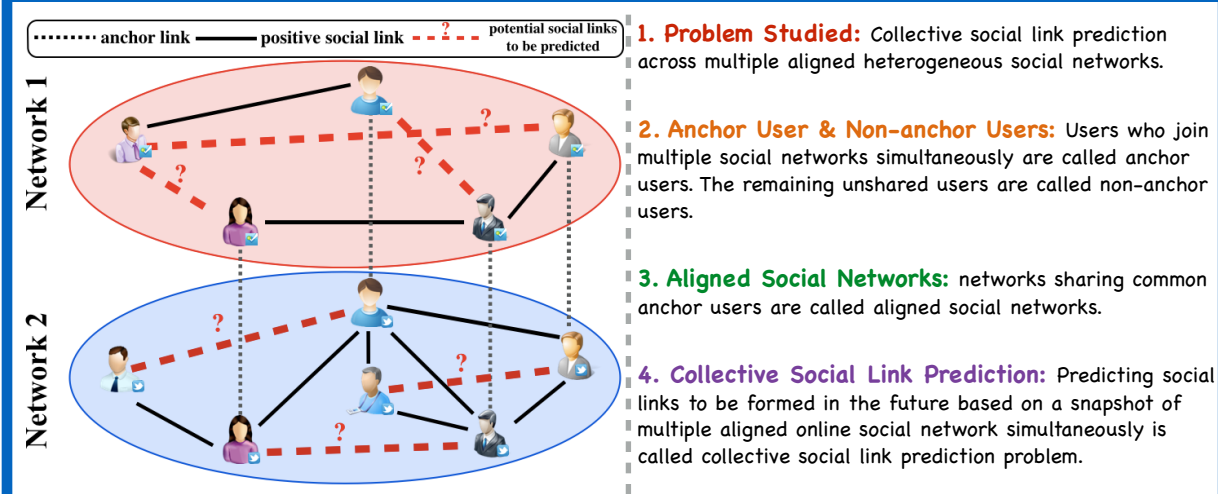 anchor link positive social link ? potential social links
to be predicted
Network 1
?
?
?
Network 2
?
?
?
1. Problem Studied: Collective social link prediction
across multiple aligned heterogeneous social networks.
2. Anchor User & Non-anchor Users: Users who join
multiple social networks simultaneously are called anchor
users. The remaining unshared users are called non-anchor
users.
3. Aligned Social Networks: networks sharing common
anchor users are called aligned social networks.
4. Collective Social Link Prediction: Predicting social
links to be formed in the future based on a snapshot of
multiple aligned online social network simultaneously is
called collective social link prediction problem.